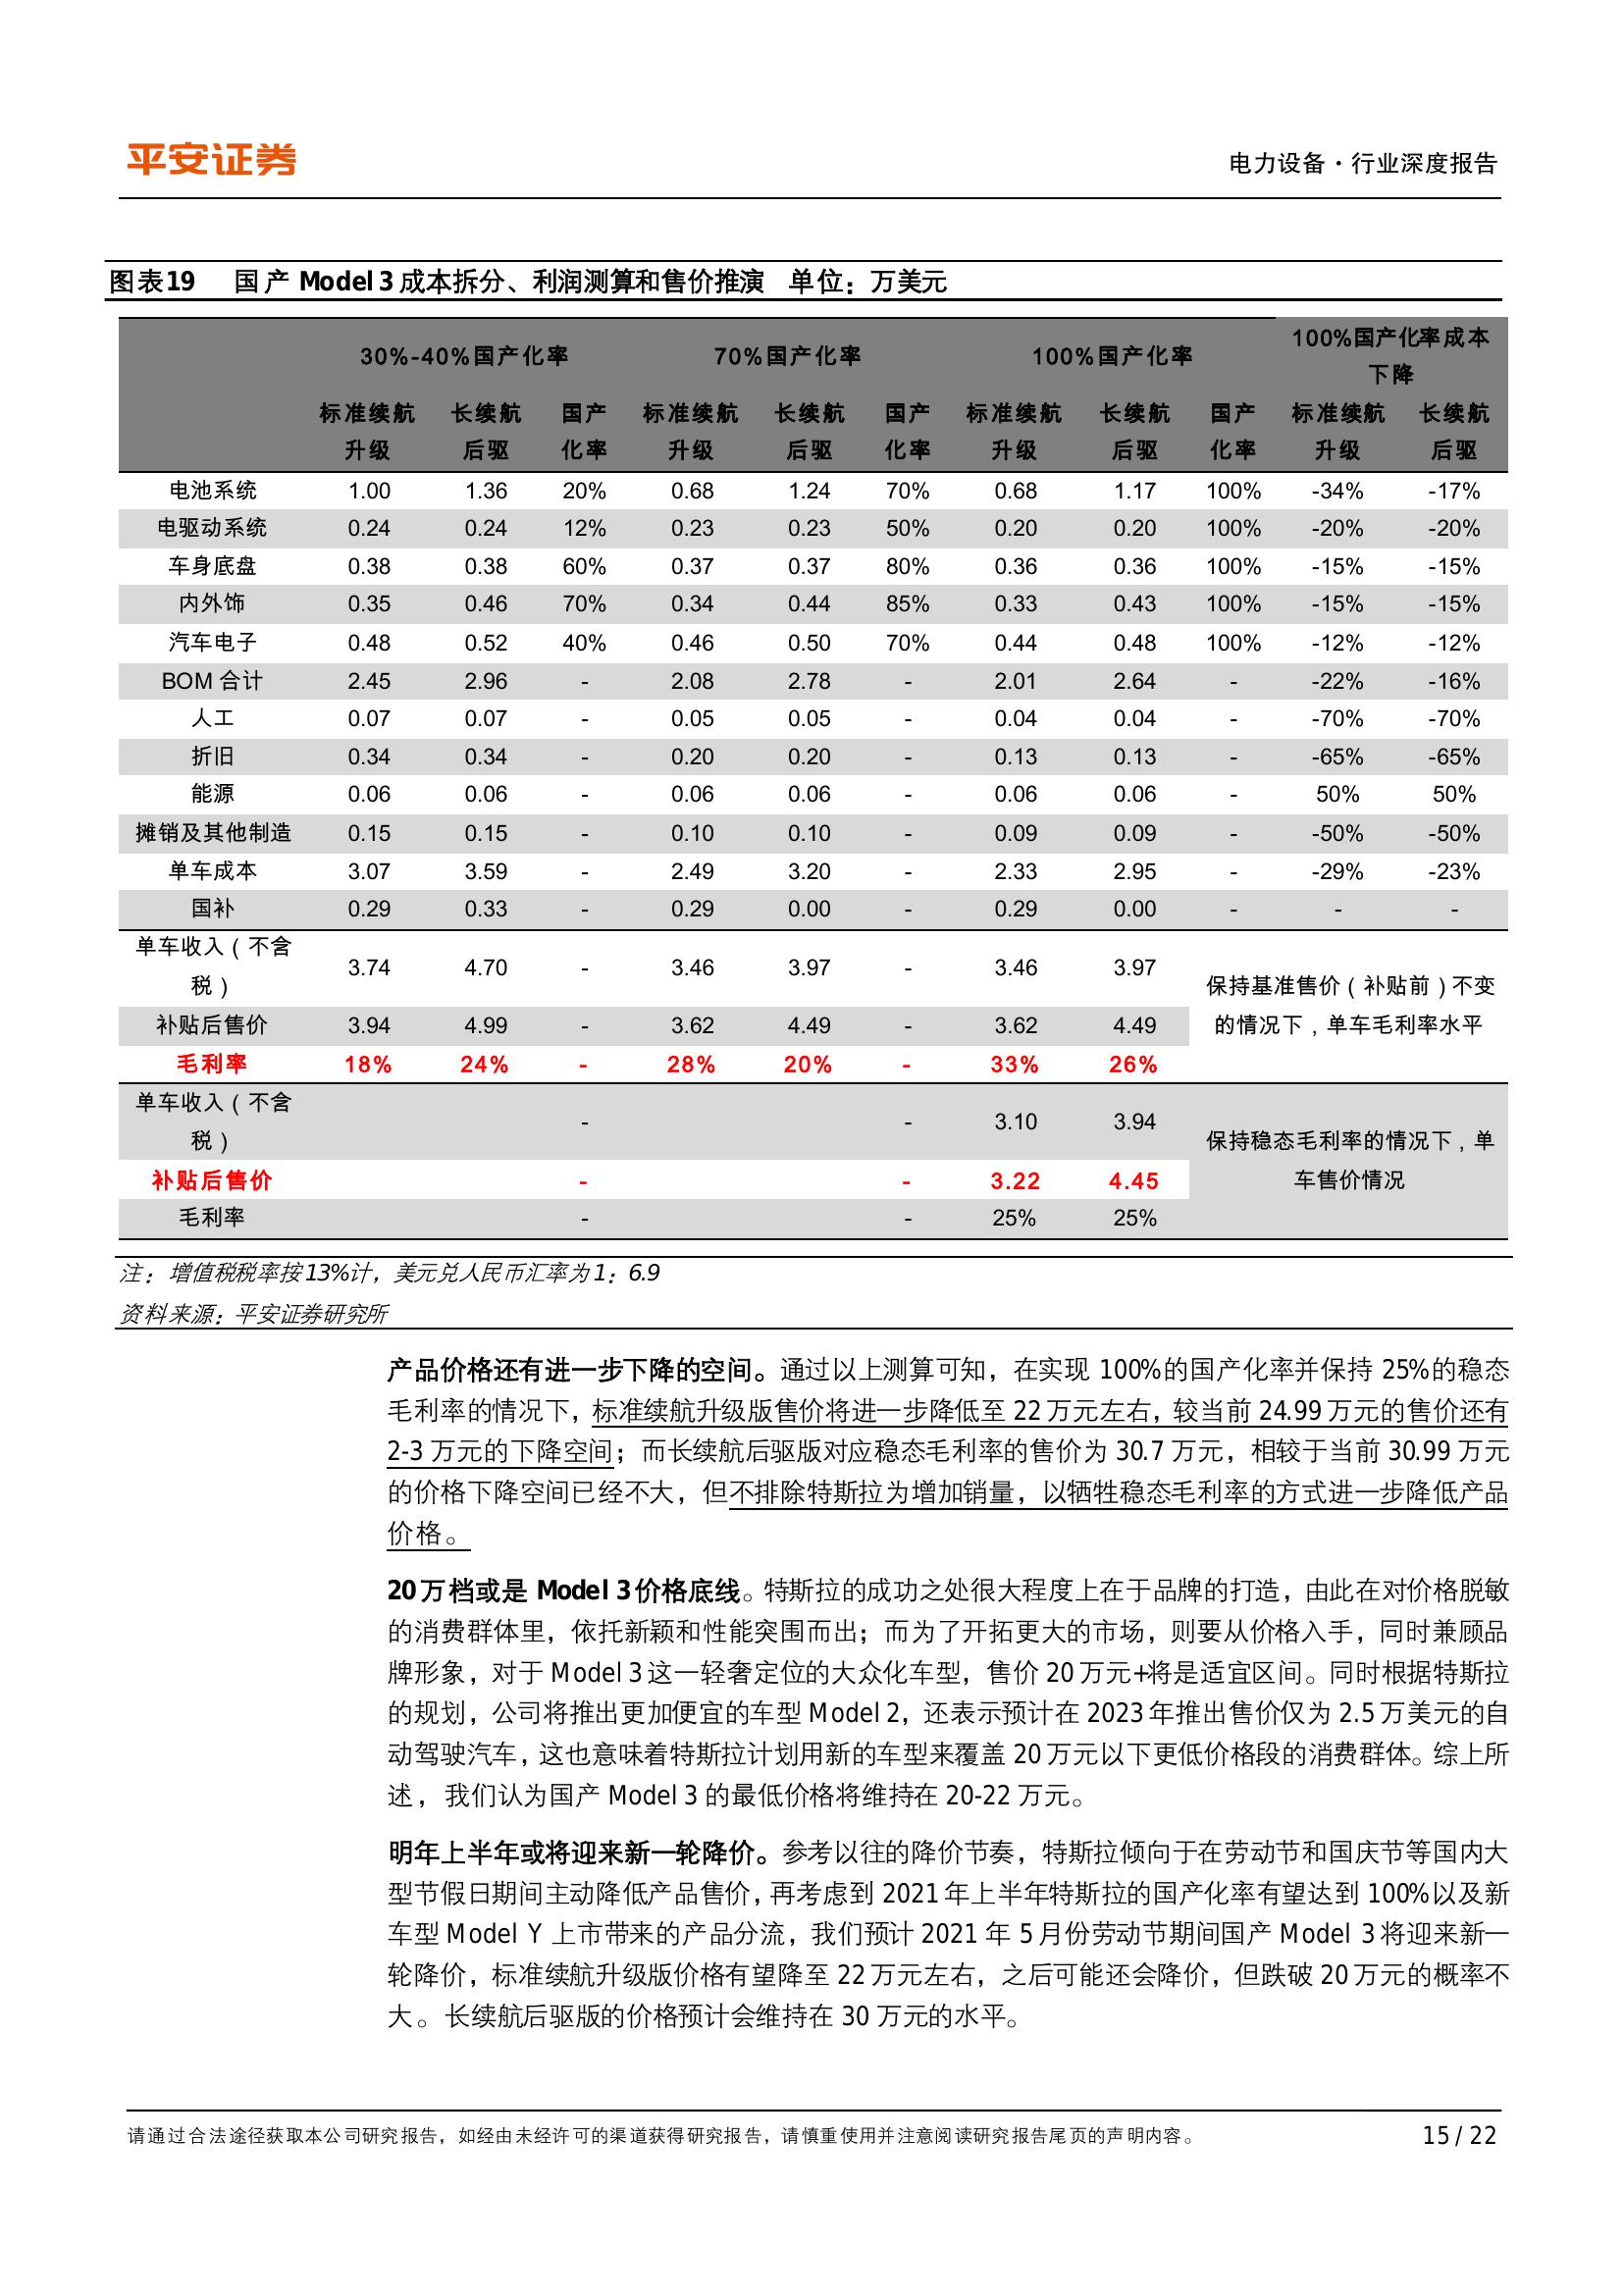 平安证券
电力设备·行业深度报告
图表19 国产 Model 3 成本拆分、利润测算和售价推演 单位：万美元
30%-40%国产化率 70%国产化率 100%国产化率 100%国产化率成本下降
标准续航升级 长续航后驱 国产化率 标准续航升级 长续航后驱 国产化率 标准续航升级 长续航后驱 国产化率 标准续航升级 长续航后驱
电池系统 1.00 1.36 20% 0.68 1.24 70% 0.68 1.17 100% -34% -17%
电驱动系统 0.24 0.24 12% 0.23 0.23 50% 0.20 0.20 100% -20% -20%
车身底盘 0.38 0.38 60% 0.37 0.37 80% 0.36 0.36 100% -15% -15%
内外饰 0.35 0.46 70% 0.34 0.44 85% 0.33 0.43 100% -15% -15%
汽车电子 0.48 0.52 40% 0.46 0.50 70% 0.44 0.48 100% -12% -12%
BOM 合计 2.45 2.96 - 2.08 2.78 - 2.01 2.64 - -22% -16%
人工 0.07 0.07 - 0.05 0.05 - 0.04 0.04 - -70% -70%
折旧 0.34 0.34 - 0.20 0.20 - 0.13 0.13 - -65% -65%
能源 0.06 0.06 - 0.06 0.06 - 0.06 0.06 - 50% 50%
摊销及其他制造 0.15 0.15 - 0.10 0.10 - 0.09 0.09 - -50% -50%
单车成本 3.07 3.59 - 2.49 3.20 - 2.33 2.95 - -29% -23%
国补 0.29 0.33 - 0.29 0.00 - 0.29 0.00 - - -
单车收入（不含税） 3.74 4.70 - 3.46 3.97 - 3.46 3.97
补贴后售价 3.94 4.99 - 3.62 4.49 - 3.62 4.49
毛利率 18% 24% - 28% 20% - 33% 26%
保持基准售价（补贴前）不变
的情况下，单车毛利率水平
单车收入（不含税） - - 3.10 3.94
补贴后售价 - - 3.22 4.45
毛利率 - - 25% 25%
保持稳态毛利率的情况下，单
车售价情况
注：增值税税率按13%计，美元兑人民币汇率为1：6.9
资料来源：平安证券研究所
产品价格还有进一步下降的空间。通过以上测算可知，在实现 100%的国产化率并保持 25%的稳态
毛利率的情况下，标准续航升级版售价将进一步降低至 22 万元左右，较当前 24.99 万元的售价还有
2-3 万元的下降空间；而长续航后驱版对应稳态毛利率的售价为 30.7 万元，相较于当前 30.99 万元
的价格下降空间已经不大，但不排除特斯拉为增加销量，以牺牲稳态毛利率的方式进一步降低产品
价格。
20万档或是 Model 3价格底线。特斯拉的成功之处很大程度上在于品牌的打造，由此在对价格脱敏
的消费群体里，依托新颖和性能突围而出；而为了开拓更大的市场，则要从价格入手，同时兼顾品
牌形象，对于 Model 3 这一轻奢定位的大众化车型，售价 20 万元+将是适宜区间。同时根据特斯拉
的规划，公司将推出更加便宜的车型 Model 2，还表示预计在 2023 年推出售价仅为 2.5 万美元的自
动驾驶汽车，这也意味着特斯拉计划用新的车型来覆盖 20 万元以下更低价格段的消费群体。综上所
述，我们认为国产 Model 3 的最低价格将维持在 20-22 万元。
明年上半年或将迎来新一轮降价。参考以往的降价节奏，特斯拉倾向于在劳动节和国庆节等国内大
型节假日期间主动降低产品售价，再考虑到 2021 年上半年特斯拉的国产化率有望达到 100%以及新
车型 Model Y 上市带来的产品分流，我们预计 2021 年 5 月份劳动节期间国产 Model 3 将迎来新一
轮降价，标准续航升级版价格有望降至 22 万元左右，之后可能还会降价，但跌破 20 万元的概率不
大。长续航后驱版的价格预计会维持在 30 万元的水平。
请通过合法途径获取本公司研究报告，如经由未经许可的渠道获得研究报告，请慎重使用并注意阅读研究报告尾页的声明内容。
15 / 22